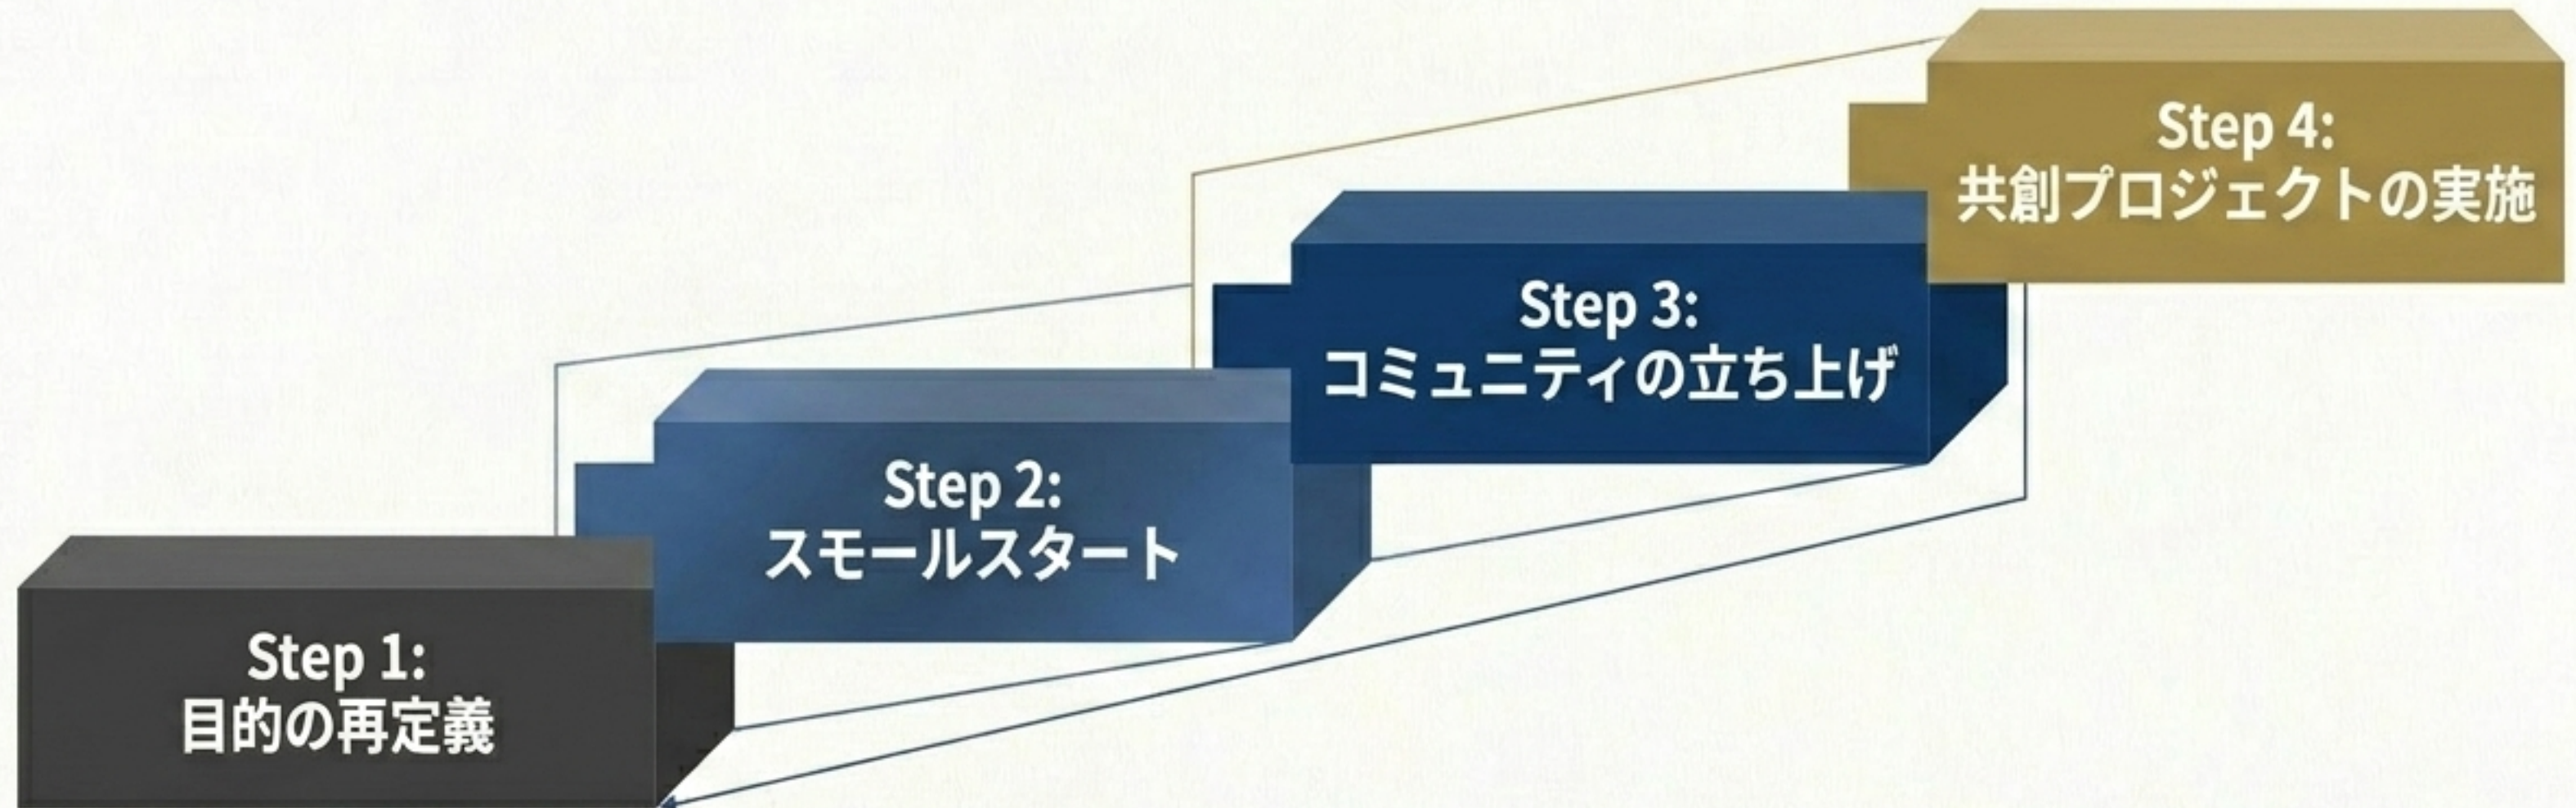 Step 1:
目的の再定義
Step 2:
スモールスタート
Step 3:
コミュニティの立ち上げ
Step 4:
共創プロジェクトの実施